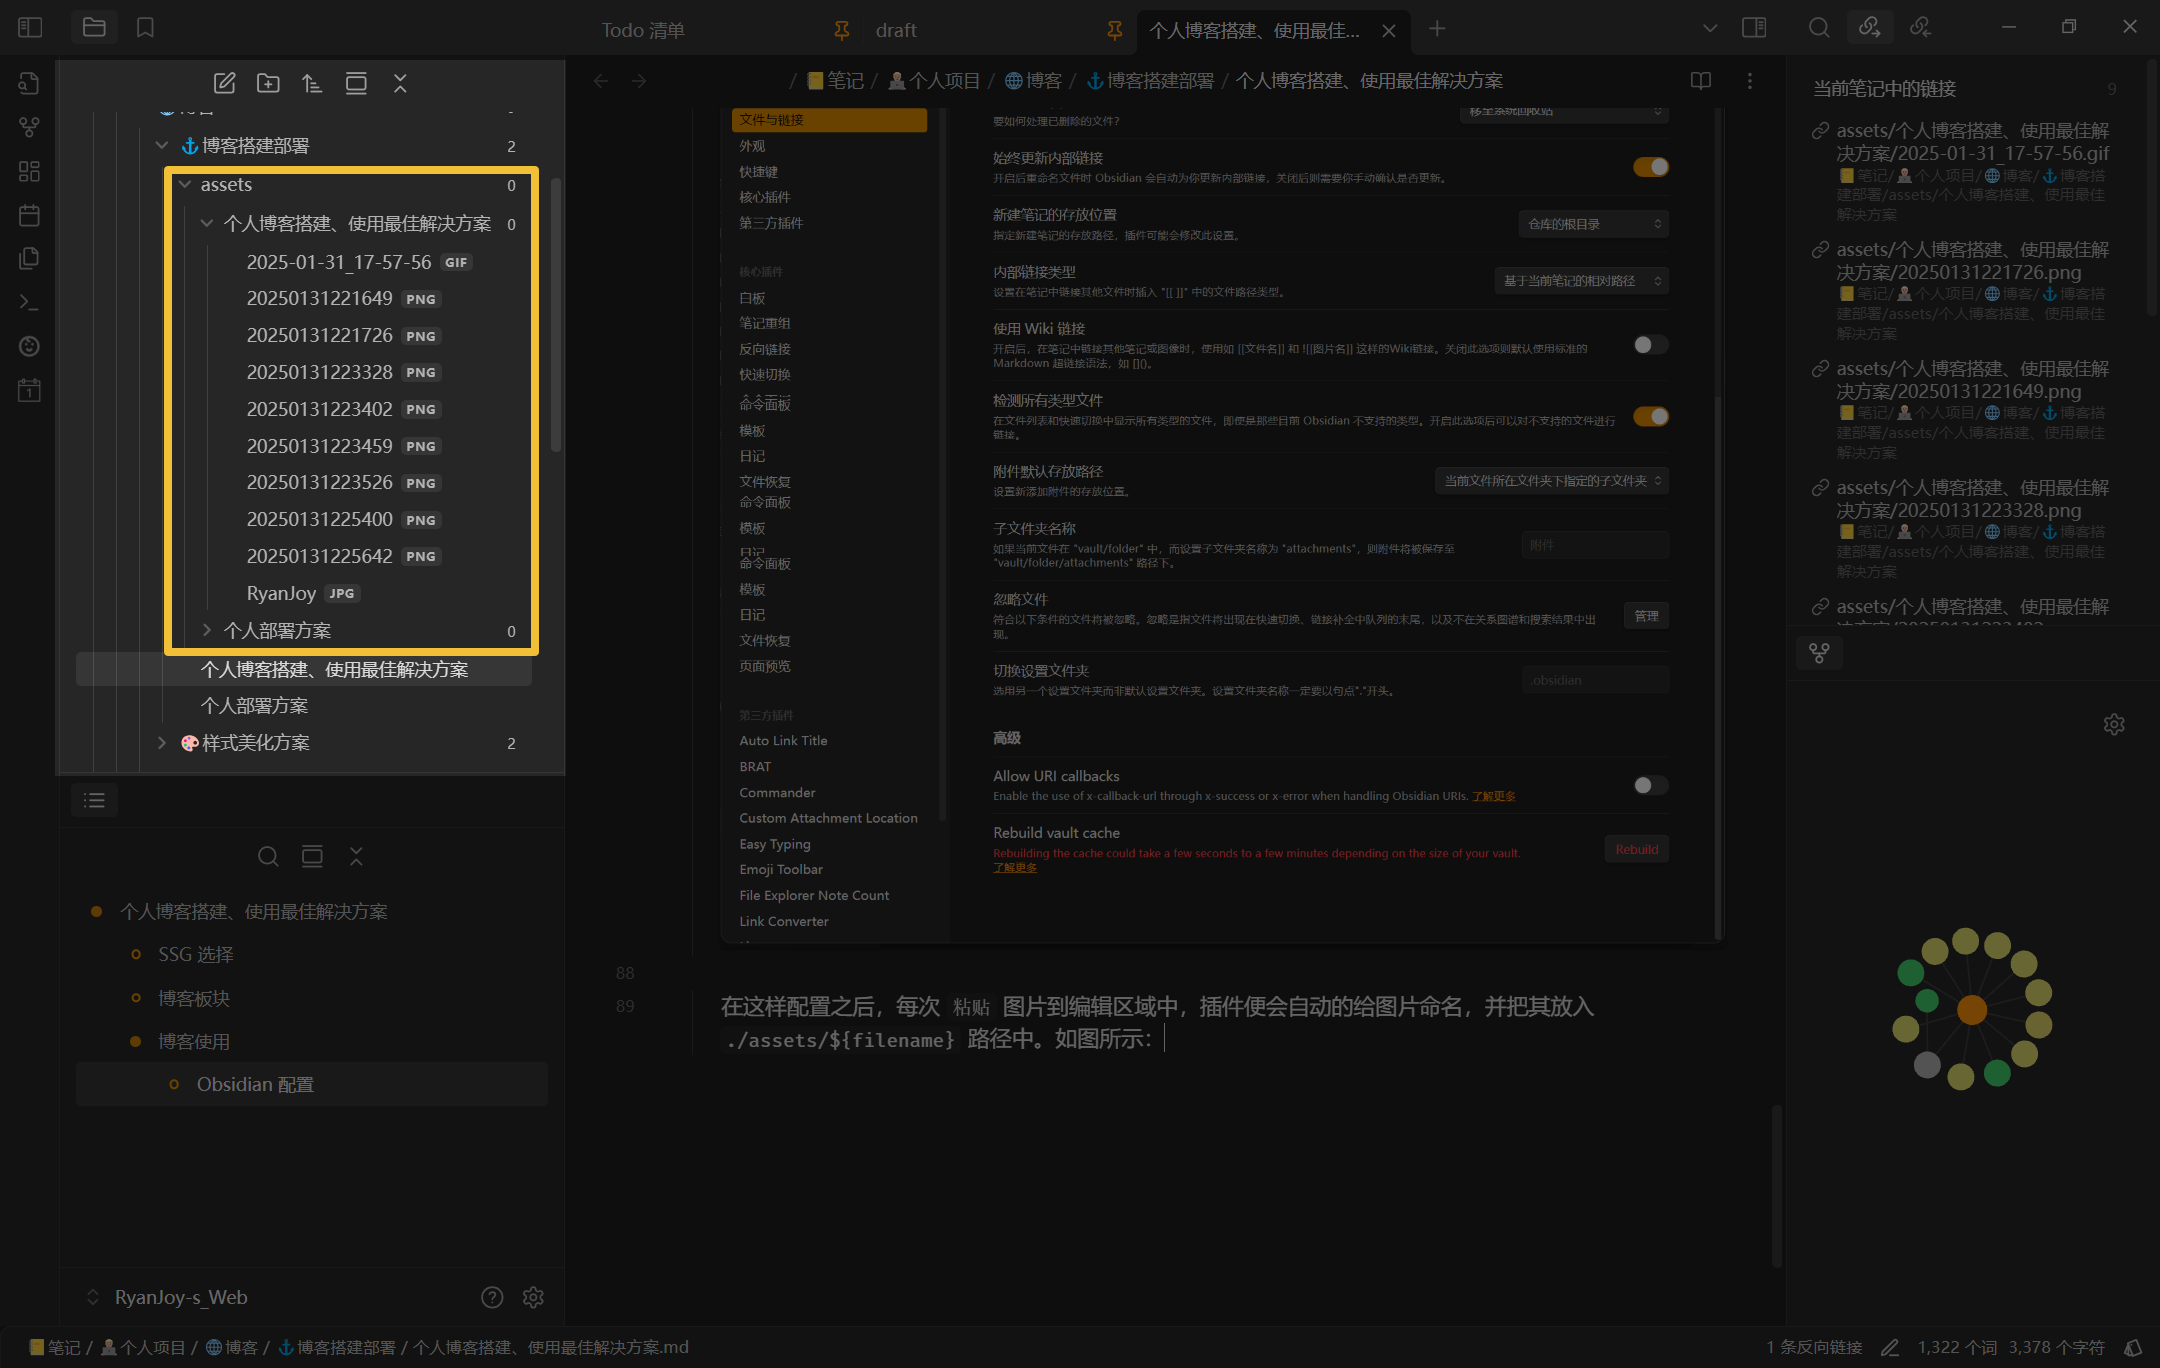 Todo 清单
draft
个人博客搭建、使用最佳...
博客搭建部署 2
assets 0
个人博客搭建、使用最佳解决方案 0
2025-01-31_17-57-56 GIF
20250131221649 PNG
20250131221726 PNG
20250131223328 PNG
20250131223402 PNG
20250131223459 PNG
20250131223526 PNG
20250131225400 PNG
20250131225642 PNG
RyanJoy JPG
个人部署方案 0
个人博客搭建、使用最佳解决方案
个人部署方案
样式美化方案 2
个人博客搭建、使用最佳解决方案
SSG 选择
博客板块
博客使用
Obsidian 配置
RyanJoy-s_Web
/ 笔记 / 个人项目 / 博客 / 博客搭建部署 / 个人博客搭建、使用最佳解决方案
文件与链接
外观
快捷键
核心插件
第三方插件
核心插件
白板
笔记重组
反向链接
快速切换
命令面板
模板
日记
文件恢复
命令面板
模板
日记
命令面板
模板
日记
文件恢复
页面预览
第三方插件
Auto Link Title
BRAT
Commander
Custom Attachment Location
Easy Typing
Emoji Toolbar
File Explorer Note Count
Link Converter
要如何处理已删除的文件?
移至系统回收站
始终更新内部链接
开启后重命名文件时 Obsidian 会自动为你更新内部链接，关闭后则需要你手动确认是否更新。
新建笔记的存放位置
指定新建笔记的存放路径，插件可能会修改此设置。
仓库的根目录
内部链接类型
设置在笔记中链接其他文件时插入 "[[ ]]" 中的文件路径类型。
基于当前笔记的相对路径
使用 Wiki 链接
开启后，在笔记中链接其他笔记或图像时，使用如 [[文件名]] 和 ![[图片名]] 这样的Wiki链接。关闭此选项则默认使用标准的
Markdown 超链接语法，如 []()。
检测所有类型文件
在文件列表和快速切换中显示所有类型的文件，即使是那些目前 Obsidian 不支持的类型。开启此选项后可以对不支持的文件进行
链接。
附件默认存放路径
设置新添加附件的存放位置。
当前文件所在文件夹下指定的子文件夹
子文件夹名称
如果当前文件在 "vault/folder" 中，而设置子文件夹名称为 "attachments"，则附件将被保存至
"vault/folder/attachments" 路径下。
附件
忽略文件
符合以下条件的文件将被忽略。忽略是指文件将出现在快速切换、链接补全中队列的末尾，以及不在关系图谱和搜索结果中出
现。
管理
切换设置文件夹
选用另一个设置文件夹而非默认设置文件夹。设置文件夹名称一定要以句点"."开头。
.obsidian
高级
Allow URI callbacks
Enable the use of x-callback-url through x-success or x-error when handling Obsidian URIs. 了解更多
Rebuild vault cache
Rebuilding the cache could take a few seconds to a few minutes depending on the size of your vault.
了解更多
Rebuild
88
89
在这样配置之后，每次 粘贴 图片到编辑区域中，插件便会自动的给图片命名，并把其放入
./assets/${filename} 路径中。如图所示：
当前笔记中的链接 9
assets/个人博客搭建、使用最佳解
决方案/2025-01-31_17-57-56.gif
笔记/个人项目/博客/博客搭
建部署/assets/个人博客搭建、使用最佳
解决方案
assets/个人博客搭建、使用最佳解
决方案/20250131221726.png
笔记/个人项目/博客/博客搭
建部署/assets/个人博客搭建、使用最佳
解决方案
assets/个人博客搭建、使用最佳解
决方案/20250131221649.png
笔记/个人项目/博客/博客搭
建部署/assets/个人博客搭建、使用最佳
解决方案
assets/个人博客搭建、使用最佳解
决方案/20250131223328.png
笔记/个人项目/博客/博客搭
建部署/assets/个人博客搭建、使用最佳
解决方案
assets/个人博客搭建、使用最佳解
笔记 / 个人项目 / 博客 / 博客搭建部署 / 个人博客搭建、使用最佳解决方案.md
1 条反向链接
1,322 个词 3,378 个字符